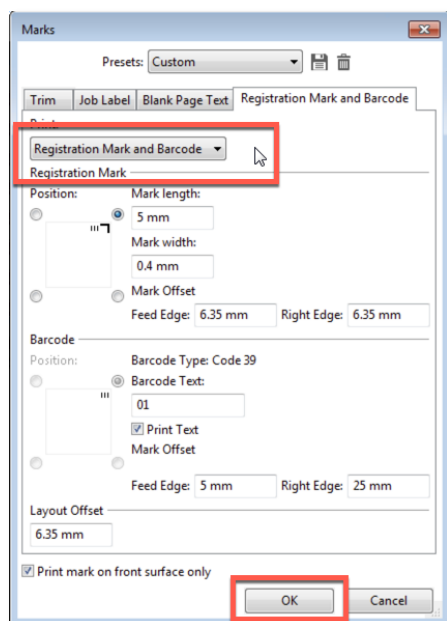 Marks
Presets: Custom
Trim Job Label Blank Page Text Registration Mark and Barcode
Print
Registration Mark and Barcode
Registration Mark
Position: Mark length:
5 mm
Mark width:
0.4 mm
Mark Offset
Feed Edge: 6.35 mm Right Edge: 6.35 mm
Barcode
Position: Barcode Type: Code 39
Barcode Text:
01
Print Text
Mark Offset
Feed Edge: 5 mm Right Edge: 25 mm
Layout Offset
6.35 mm
Print mark on front surface only
OK Cancel